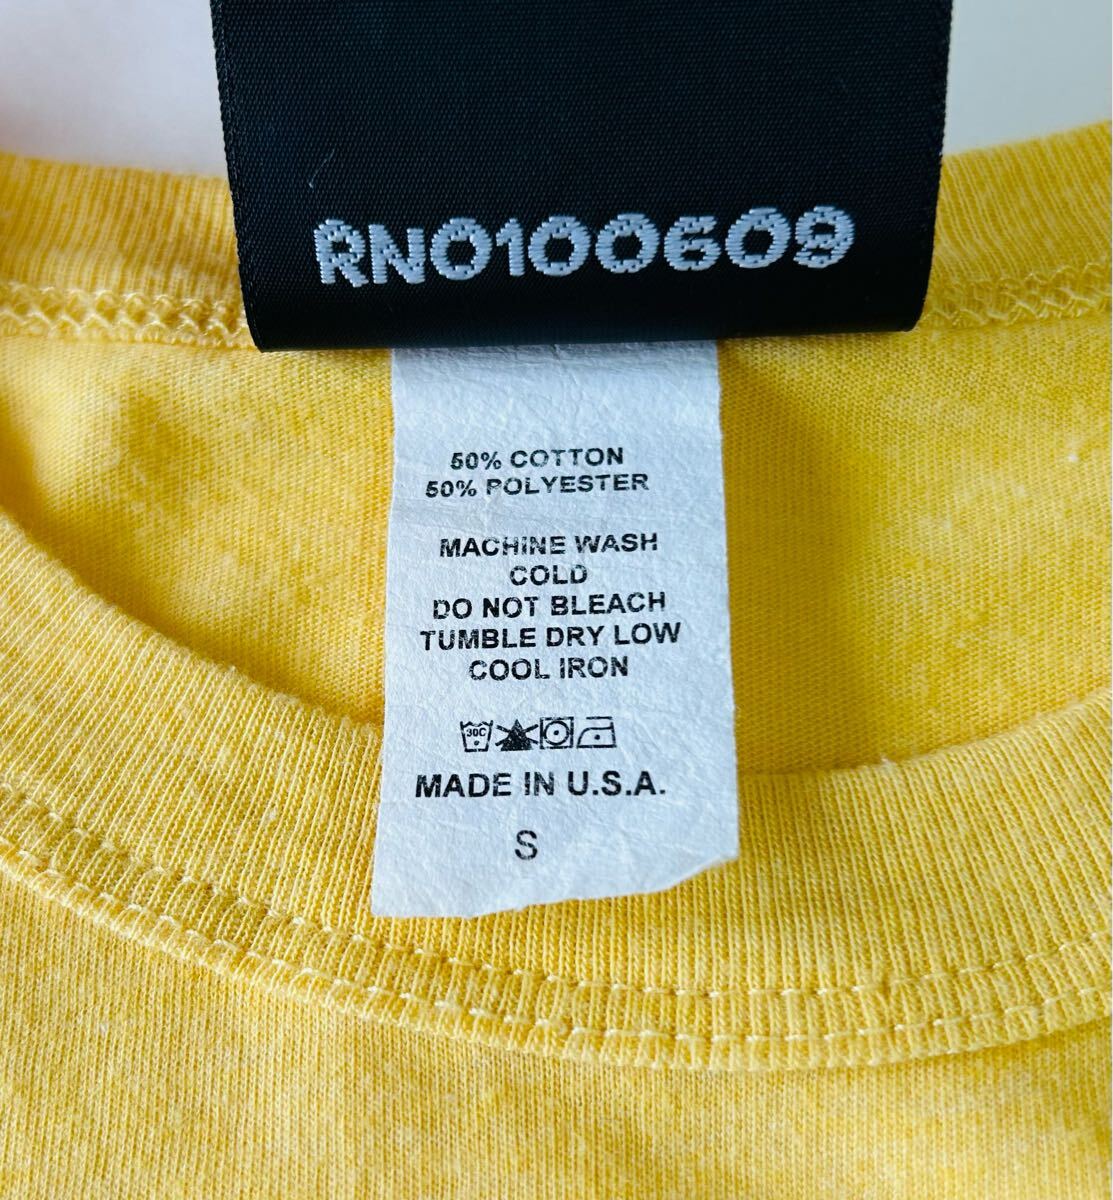 RN0100609
50% COTTON
50% POLYESTER
MACHINE WASH
COLD
DO NOT BLEACH
TUMBLE DRY LOW
COOL IRON
30C
MADE IN U.S.A.
S